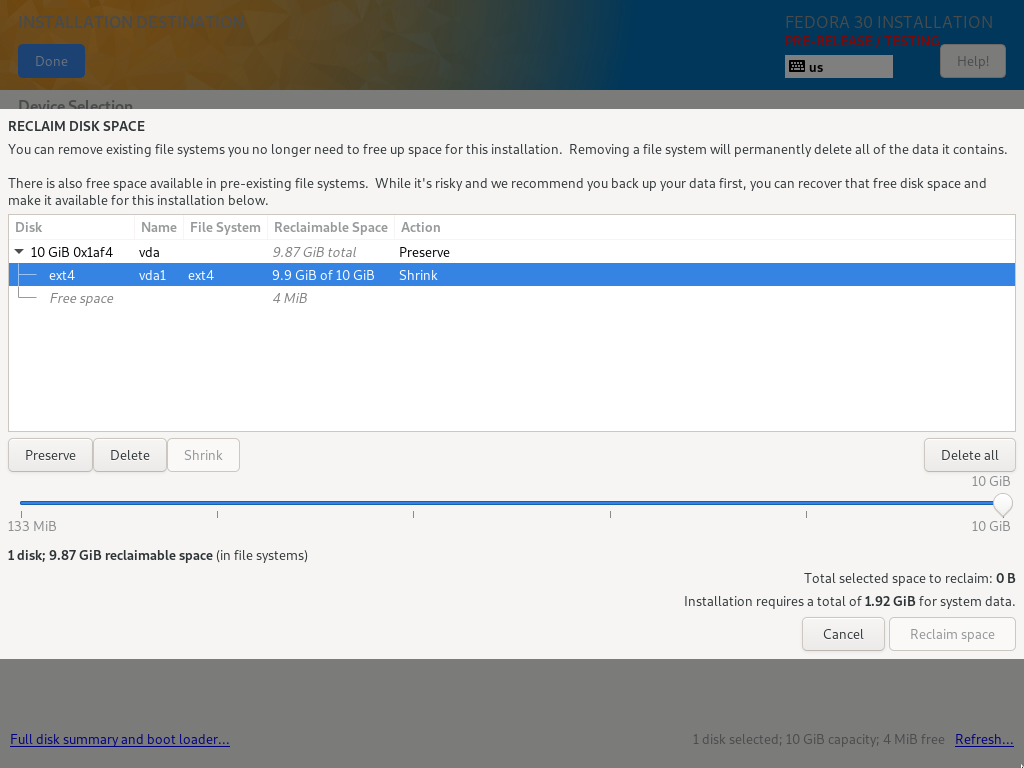 INSTALLATION DESTINATION
FEDORA 30 INSTALLATION
PRE-RELEASE / TESTING
Done
us
Help!
Device Selection
RECLAIM DISK SPACE
You can remove existing file systems you no longer need to free up space for this installation.  Removing a file system will permanently delete all of the data it contains.
There is also free space available in pre-existing file systems.  While it's risky and we recommend you back up your data first, you can recover that free disk space and
make it available for this installation below.
Disk Name File System Reclaimable Space Action
10 GiB 0x1af4 vda 9.87 GiB total Preserve
ext4 vda1 ext4 9.9 GiB of 10 GiB Shrink
Free space 4 MiB
Preserve Delete Shrink Delete all
10 GiB
133 MiB 10 GiB
1 disk; 9.87 GiB reclaimable space (in file systems)
Total selected space to reclaim: 0 B
Installation requires a total of 1.92 GiB for system data.
Cancel Reclaim space
Full disk summary and boot loader... 1 disk selected; 10 GiB capacity; 4 MiB free Refresh...